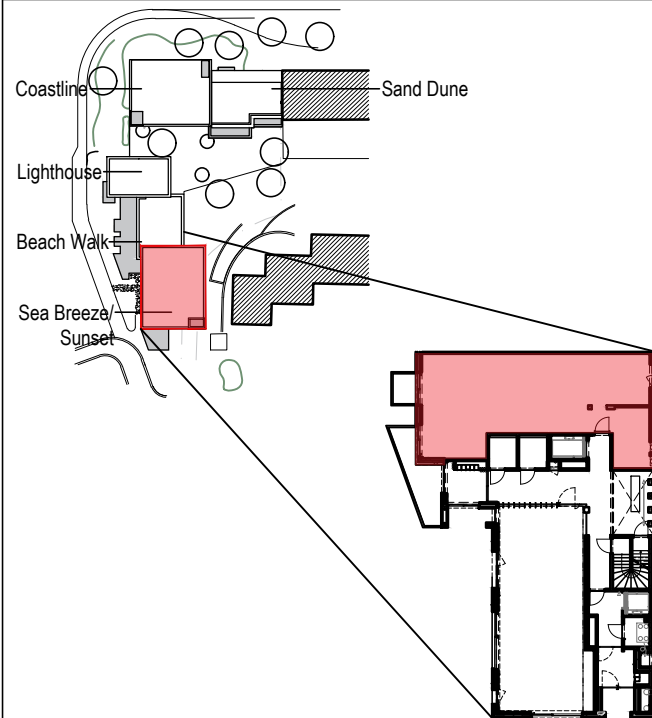 Coastline
Sand Dune
Lighthouse
Beach Walk
Sea Breeze/
Sunset